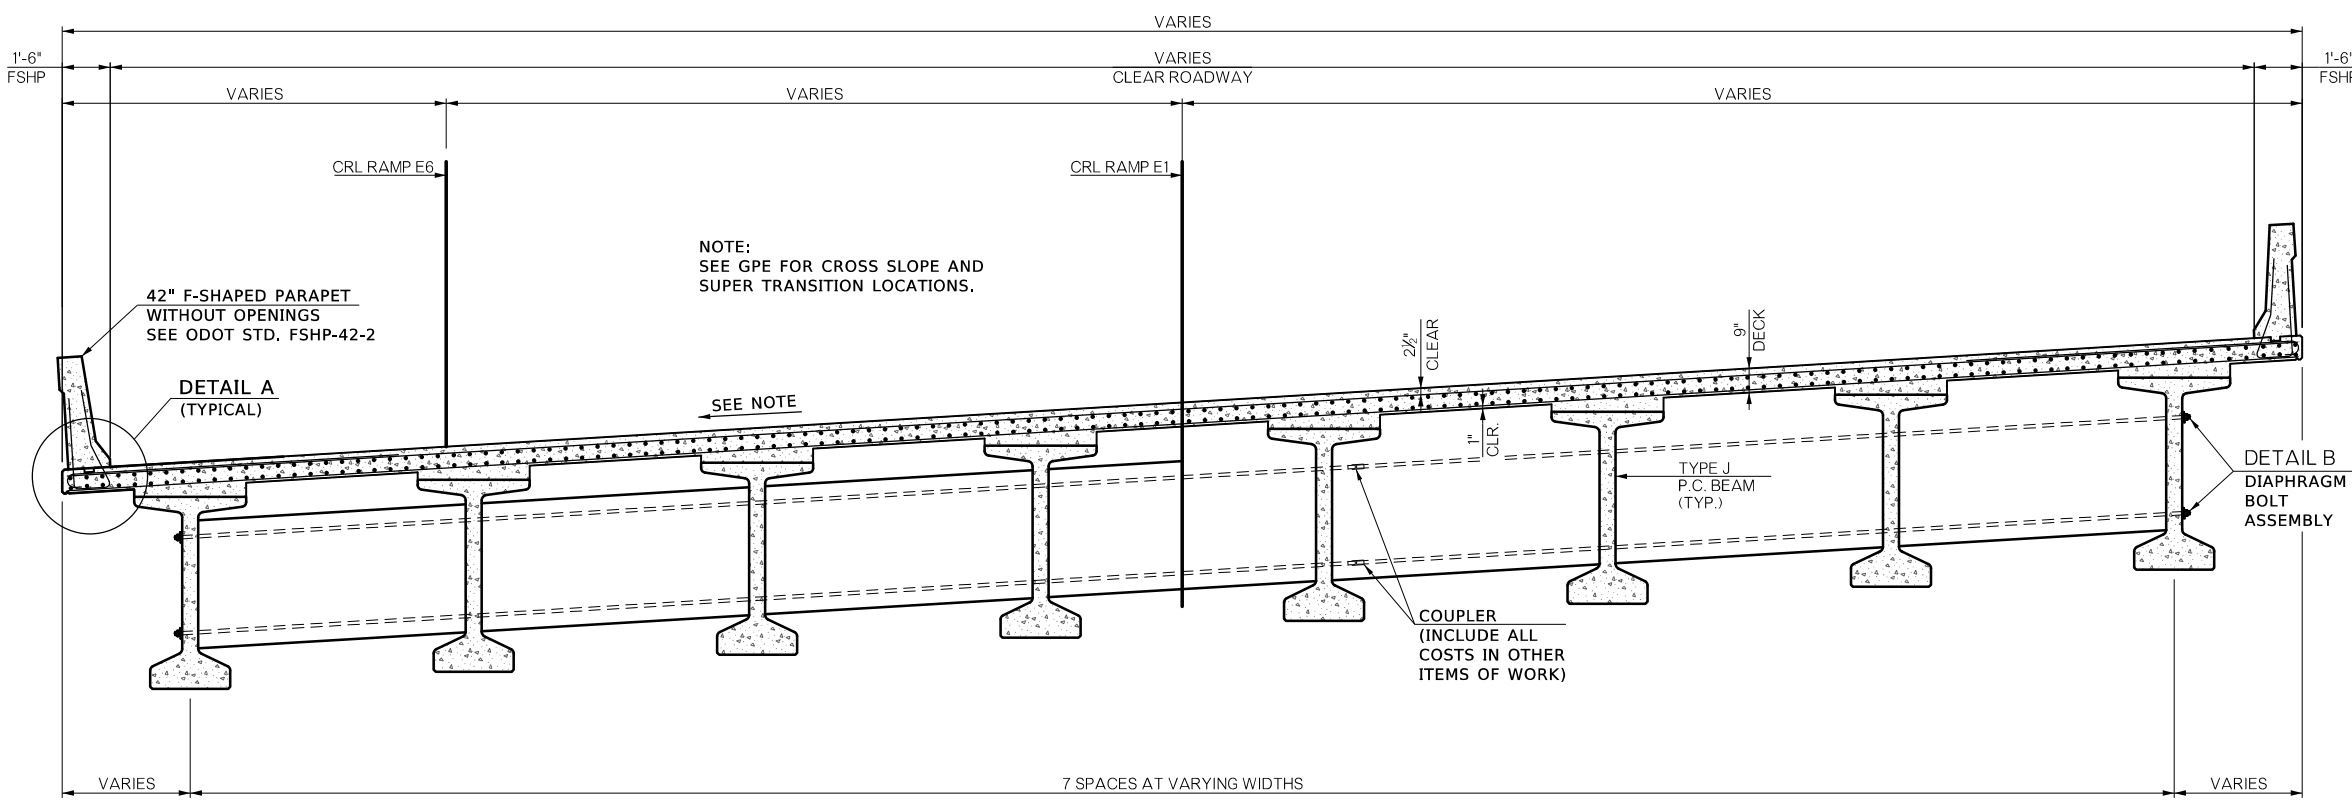 VARIES
1'-6"
FSHP
VARIES
CLEAR ROADWAY
1'-6"
FSHP
VARIES
VARIES
VARIES
CRL RAMP E6
CRL RAMP E1
NOTE:
SEE GPE FOR CROSS SLOPE AND
SUPER TRANSITION LOCATIONS.
42" F-SHAPED PARAPET
WITHOUT OPENINGS
SEE ODOT STD. FSHP-42-2
DETAIL A
(TYPICAL)
SEE NOTE
2½"
CLEAR
9"
DECK
1"
CLR.
TYPE J
P.C. BEAM
(TYP.)
DETAIL B
DIAPHRAGM
BOLT
ASSEMBLY
COUPLER
(INCLUDE ALL
COSTS IN OTHER
ITEMS OF WORK)
VARIES
7 SPACES AT VARYING WIDTHS
VARIES